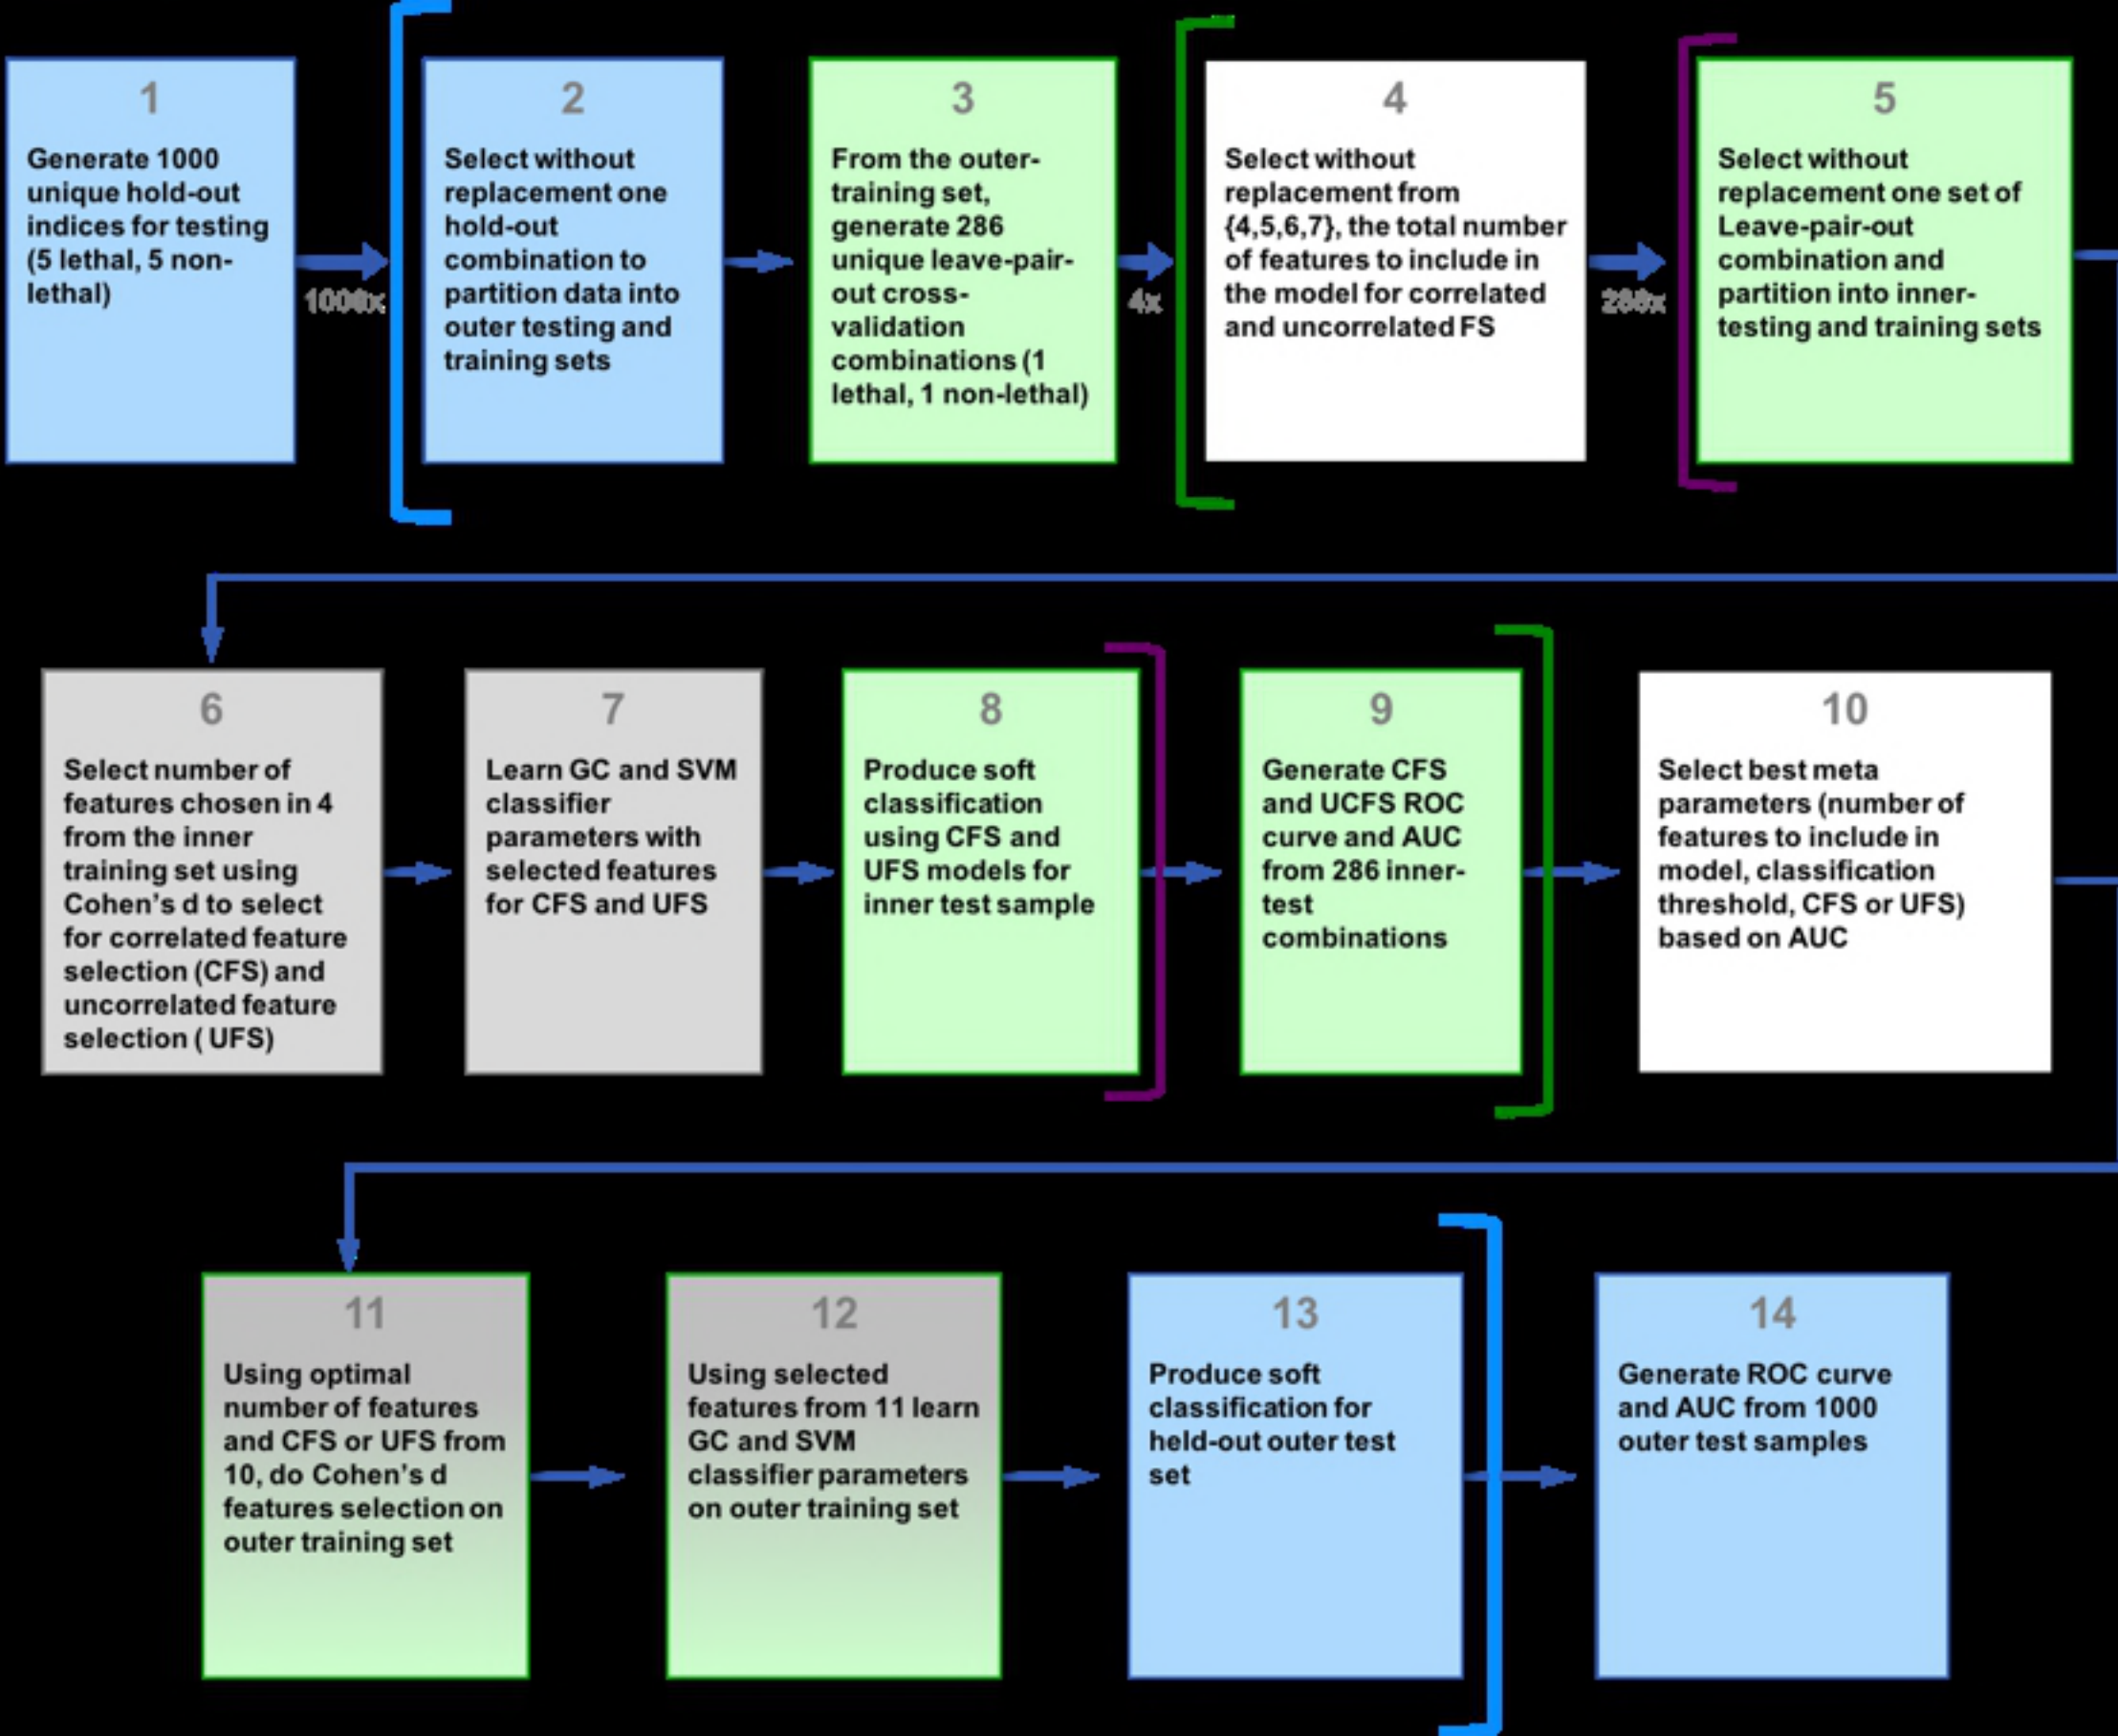 1
Generate 1000
unique hold-out
indices for testing
(5 lethal, 5 non-
lethal)
1000x
2
Select without
replacement one
hold-out
combination to
partition data into
outer testing and
training sets
3
From the outer-
training set,
generate 286
unique leave-pair-
out cross-
validation
combinations (1
lethal, 1 non-lethal)
4x
4
Select without
replacement from
{4,5,6,7}, the total number
of features to include in
the model for correlated
and uncorrelated FS
286x
5
Select without
replacement one set of
Leave-pair-out
combination and
partition into inner-
testing and training sets
6
Select number of
features chosen in 4
from the inner
training set using
Cohen's d to select
for correlated feature
selection (CFS) and
uncorrelated feature
selection ( UFS)
7
Learn GC and SVM
classifier
parameters with
selected features
for CFS and UFS
8
Produce soft
classification
using CFS and
UFS models for
inner test sample
9
Generate CFS
and UCFS ROC
curve and AUC
from 286 inner-
test
combinations
10
Select best meta
parameters (number of
features to include in
model, classification
threshold, CFS or UFS)
based on AUC
11
Using optimal
number of features
and CFS or UFS from
10, do Cohen's d
features selection on
outer training set
12
Using selected
features from 11 learn
GC and SVM
classifier parameters
on outer training set
13
Produce soft
classification for
held-out outer test
set
14
Generate ROC curve
and AUC from 1000
outer test samples